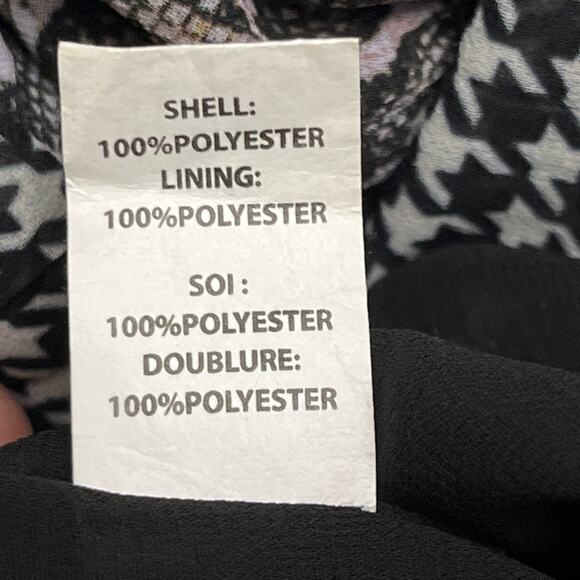 SHELL:
100%POLYESTER
LINING:
100%POLYESTER
SOI :
100%POLYESTER
DOUBLURE:
100%POLYESTER